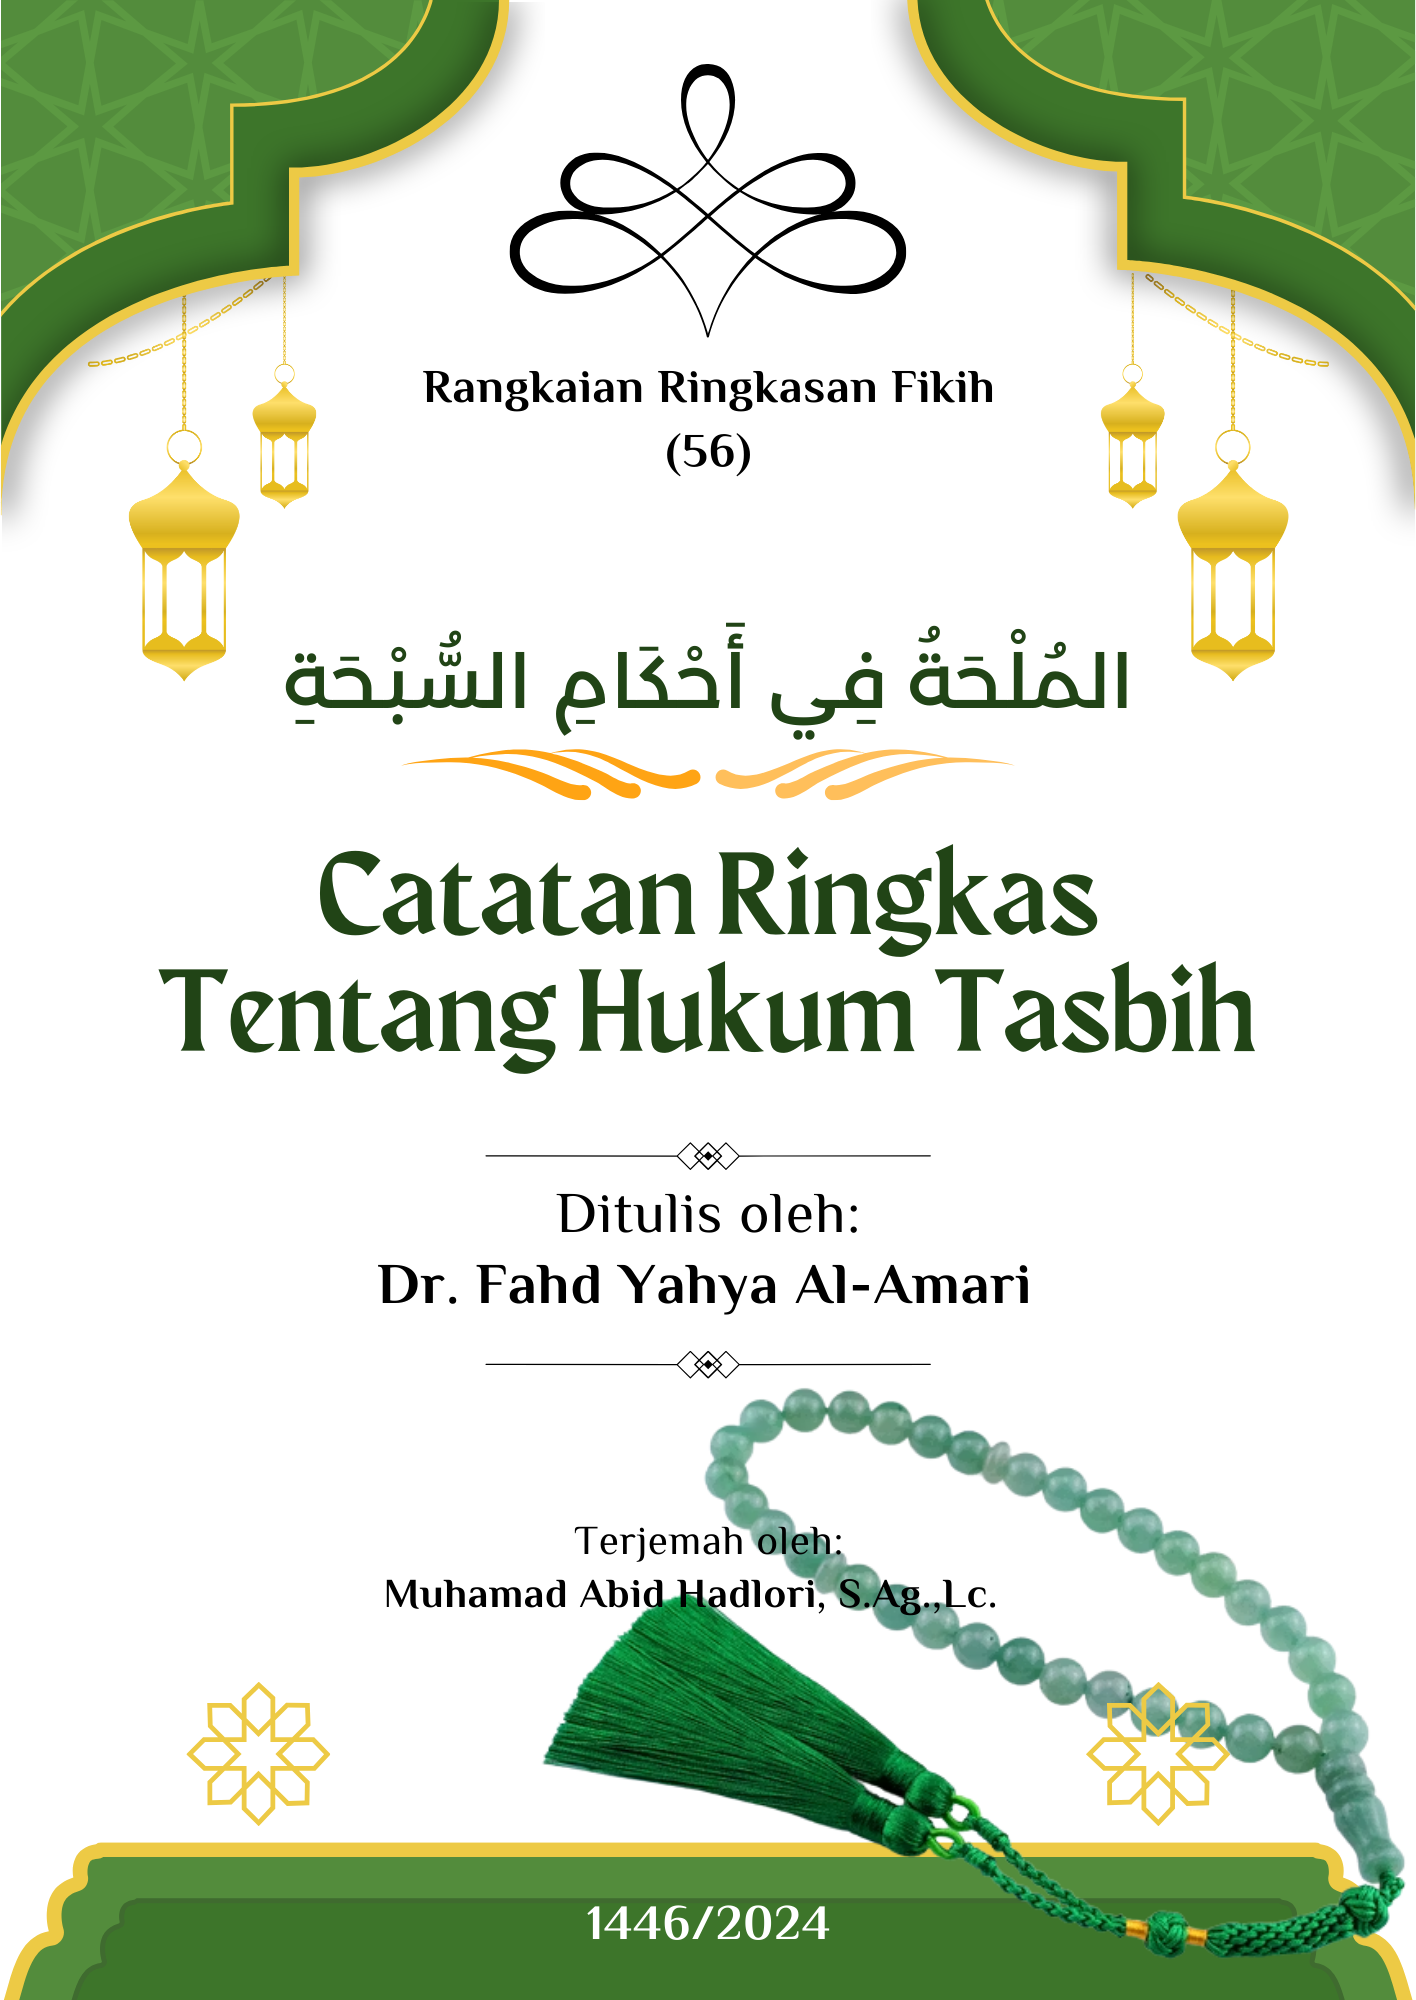 Rangkaian Ringkasan Fikih
(56)
المُلْحَةُ فِي أَحْكَامِ السُّبْحَةِ
Catatan Ringkas
Tentang Hukum Tasbih
Ditulis oleh:
Dr. Fahd Yahya Al-Amari
Terjemah oleh:
Muhamad Abid Hadlori, S.Ag.,Lc.
1446/2024